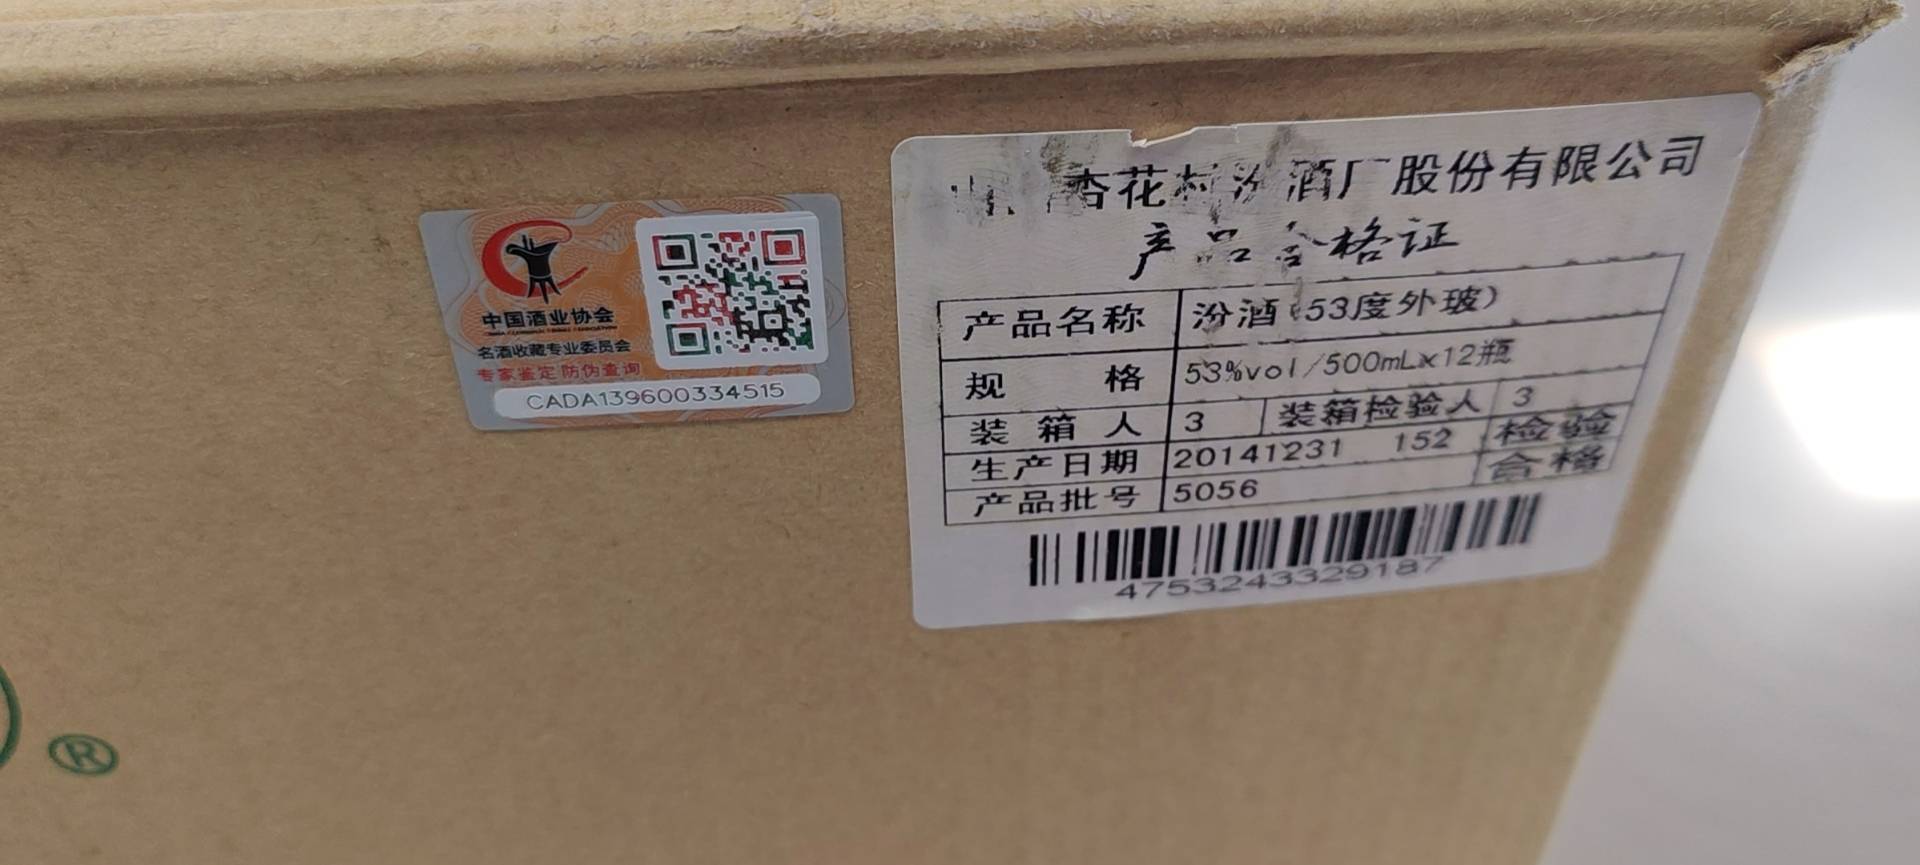 中国酒业协会
名酒收藏专业委员会
专家鉴定 防伪查询
CADA139600334515
杏花村汾酒厂股份有限公司
产品合格证
产品名称 汾酒(53度外玻)
规格 53%vol/500mLx12瓶
装箱人 3 装箱检验人 3
生产日期 20141231 152 检验合格
产品批号 5056
4753243329187
®